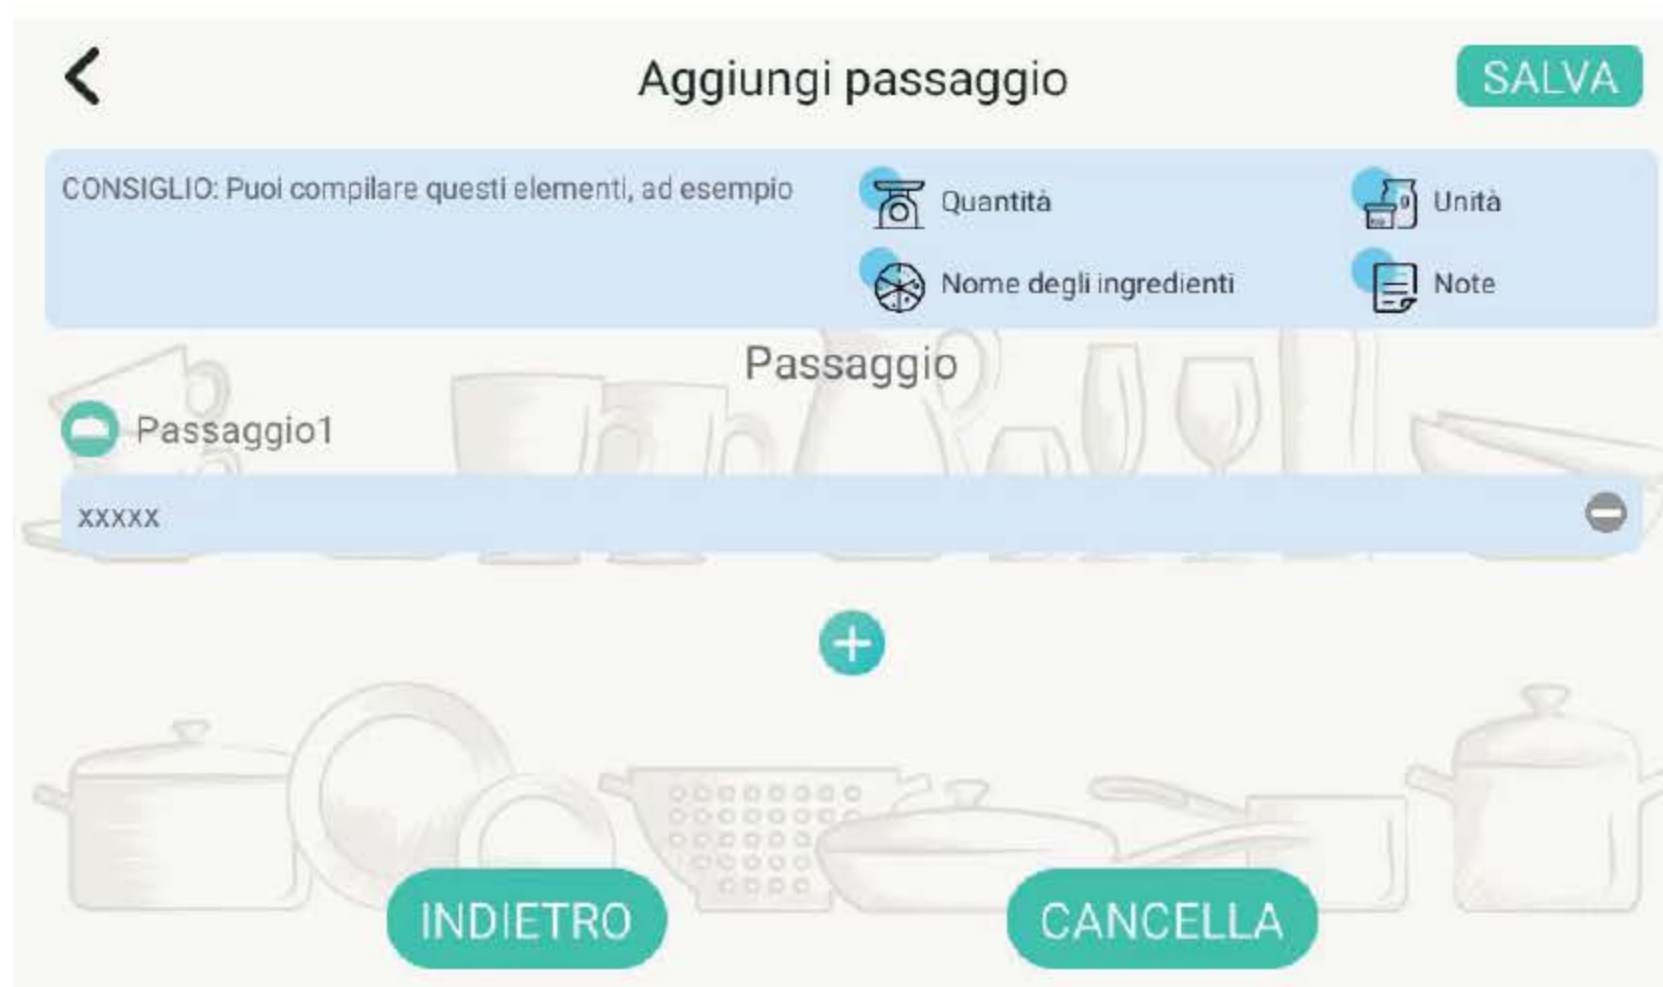 Aggiungi passaggio
SALVA
CONSIGLIO: Puoi compilare questi elementi, ad esempio
Quantità
Unità
Nome degli ingredienti
Note
Passaggio
Passaggio1
xxxxx
INDIETRO
CANCELLA